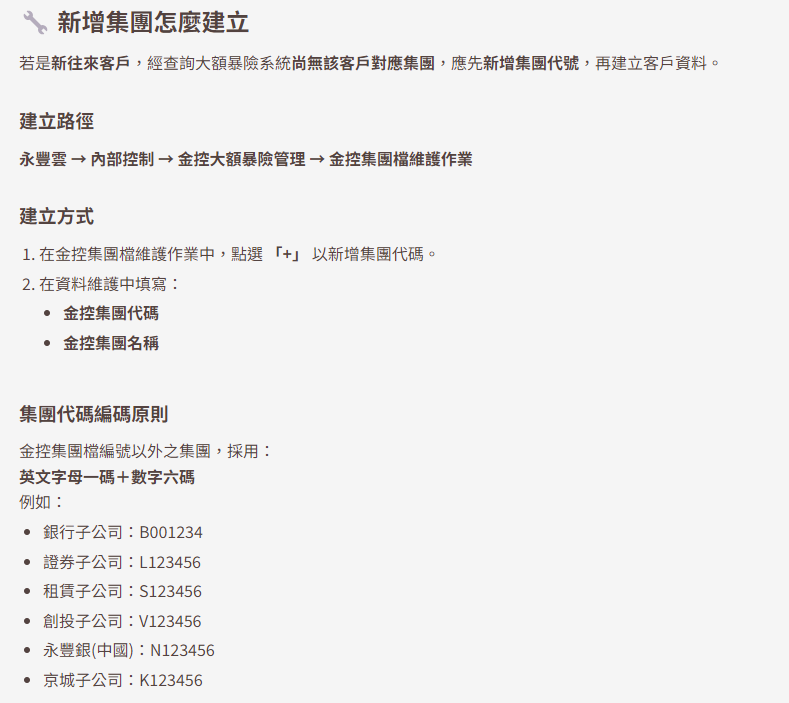 新增集團怎麼建立
若是新往來客戶，經查詢大額暴險系統尚無該客戶對應集團，應先新增集團代號，再建立客戶資料。
建立路徑
永豐雲 → 內部控制 → 金控大額暴險管理 → 金控集團檔維護作業
建立方式
1. 在金控集團檔維護作業中，點選「+」以新增集團代碼。
2. 在資料維護中填寫：
• 金控集團代碼
• 金控集團名稱
集團代碼編碼原則
金控集團檔編號以外之集團，採用：
英文字母一碼＋數字六碼
例如：
• 銀行子公司：B001234
• 證券子公司：L123456
• 租賃子公司：S123456
• 創投子公司：V123456
• 永豐銀(中國)：N123456
• 京城子公司：K123456